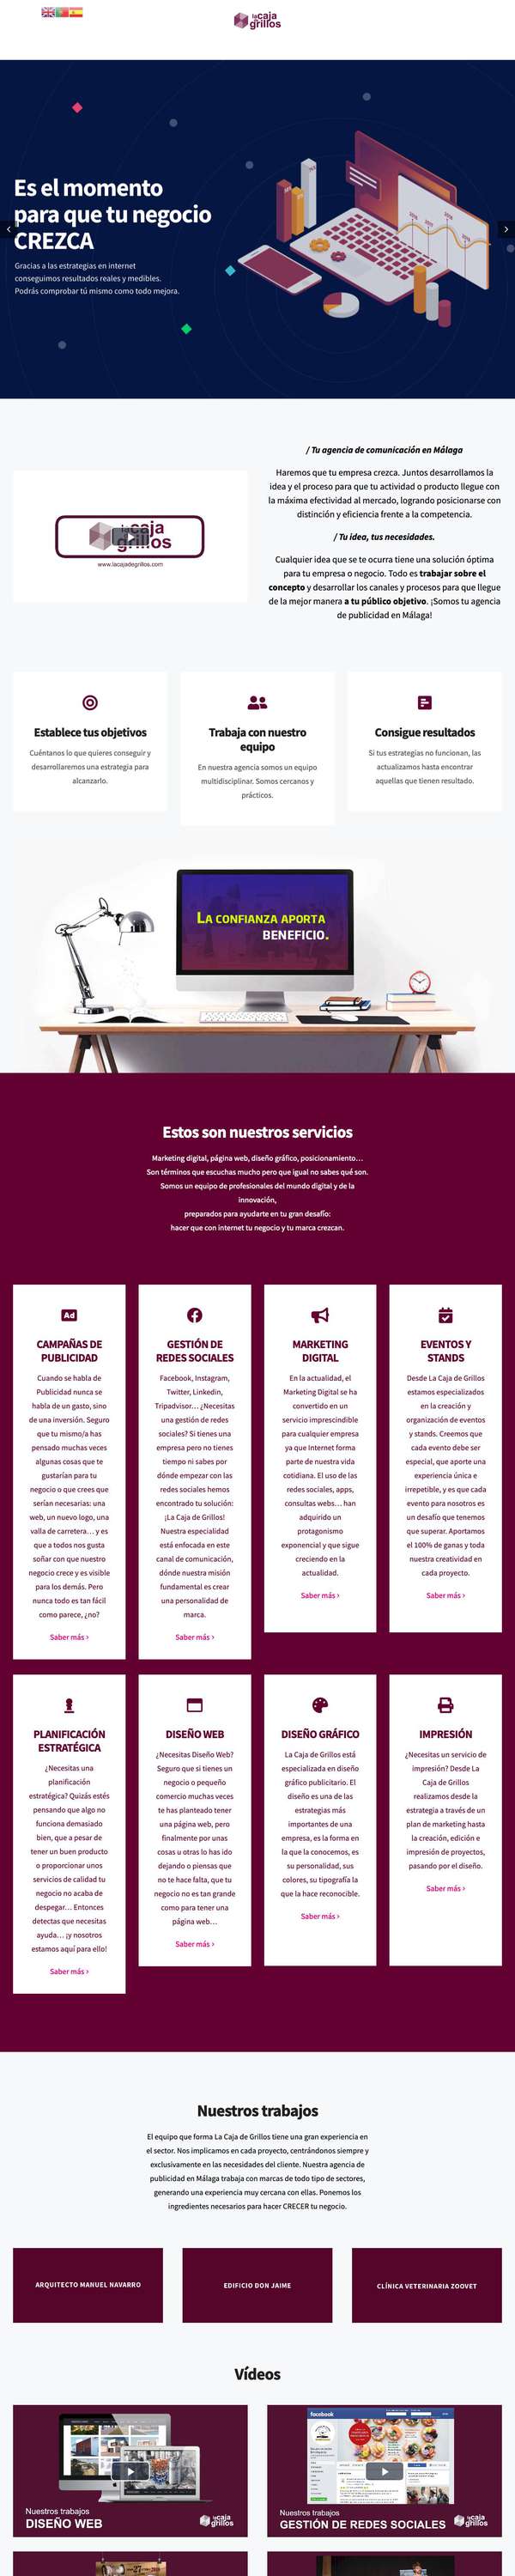 la caja
de grillos
Es el momento
para que tu negocio
CREZCA
Gracias a las estrategias en internet
conseguimos resultados reales y medibles.
Podrás comprobar tú mismo como todo mejora.
/ Tu agencia de comunicación en Málaga
Haremos que tu empresa crezca. Juntos desarrollamos la
idea y el proceso para que tu actividad o producto llegue con
la máxima efectividad al mercado, logrando posicionarse con
distinción y eficiencia frente a la competencia.
/ Tu idea, tus necesidades.
Cualquier idea que se te ocurra tiene una solución óptima
para tu empresa o negocio. Todo es trabajar sobre el
concepto y desarrollar los canales y procesos para que llegue
de la mejor manera a tu público objetivo. ¡Somos tu agencia
de publicidad en Málaga!
www.lacajadegrillos.com
Establece tus objetivos
Cuéntanos lo que quieres conseguir y
desarrollaremos una estrategia para
alcanzarlo.
Trabaja con nuestro
equipo
En nuestra agencia somos un equipo
multidisciplinar. Somos cercanos y
prácticos.
Consigue resultados
Si tus estrategias no funcionan, las
actualizamos hasta encontrar
aquellas que tienen resultado.
LA CONFIANZA APORTA
BENEFICIO.
Estos son nuestros servicios
Marketing digital, página web, diseño gráfico, posicionamiento…
Son términos que escuchas mucho pero que igual no sabes qué son.
Somos un equipo de profesionales del mundo digital y de la
innovación,
preparados para ayudarte en tu gran desafío:
hacer que con internet tu negocio y tu marca crezcan.
Ad
CAMPAÑAS DE
PUBLICIDAD
Cuando se habla de
Publicidad nunca se
habla de un gasto, sino
de una inversión. Seguro
que tu mismo/a has
pensado muchas veces
algunas cosas que te
gustarían para tu
negocio o que crees que
serían necesarias: una
web, un nuevo logo, una
valla de carretera… y es
que a todos nos gusta
soñar con que nuestro
negocio crece y es visible
para los demás. Pero
nunca todo es tan fácil
como parece, ¿no?
Saber más ›
GESTIÓN DE
REDES SOCIALES
Facebook, Instagram,
Twitter, Linkedin,
Tripadvisor… ¿Necesitas
una gestión de redes
sociales? Si tienes una
empresa pero no tienes
tiempo ni sabes por
dónde empezar con las
redes sociales hemos
encontrado tu solución:
¡La Caja de Grillos!
Nuestra especialidad
está enfocada en este
canal de comunicación,
dónde nuestra misión
fundamental es crear
una personalidad de
marca.
Saber más ›
MARKETING
DIGITAL
En la actualidad, el
Marketing Digital se ha
convertido en un
servicio imprescindible
para cualquier empresa
ya que Internet forma
parte de nuestra vida
cotidiana. El uso de las
redes sociales, apps,
consultas webs… han
adquirido un
protagonismo
exponencial y que sigue
creciendo en la
actualidad.
Saber más ›
EVENTOS Y
STANDS
Desde La Caja de Grillos
estamos especializados
en la creación y
organización de eventos
y stands. Creemos que
cada evento debe ser
especial, que aporte una
experiencia única e
irrepetible, y es que cada
evento para nosotros es
un desafío que tenemos
que superar. Aportamos
el 100% de ganas y toda
nuestra creatividad en
cada proyecto.
Saber más ›
PLANIFICACIÓN
ESTRATÉGICA
¿Necesitas una
planificación
estratégica? Quizás estés
pensando que algo no
funciona demasiado
bien, que a pesar de
tener un buen producto
o proporcionar unos
servicios de calidad tu
negocio no acaba de
despegar… Entonces
detectas que necesitas
ayuda… ¡y nosotros
estamos aquí para ello!
Saber más ›
DISEÑO WEB
¿Necesitas Diseño Web?
Seguro que si tienes un
negocio o pequeño
comercio muchas veces
te has planteado tener
una página web, pero
finalmente por unas
cosas u otras lo has ido
dejando o piensas que
no te hace falta, que tu
negocio no es tan grande
como para tener una
página web…
Saber más ›
DISEÑO GRÁFICO
La Caja de Grillos está
especializada en diseño
gráfico publicitario. El
diseño es una de las
estrategias más
importantes de una
empresa, es la forma en
la que la conocemos, es
su personalidad, sus
colores, su tipografía la
que la hace reconocible.
Saber más ›
IMPRESIÓN
¿Necesitas un servicio de
impresión? Desde La
Caja de Grillos
realizamos desde la
estrategia a través de un
plan de marketing hasta
la creación, edición e
impresión de proyectos,
pasando por el diseño.
Saber más ›
Nuestros trabajos
El equipo que forma La Caja de Grillos tiene una gran experiencia en
el sector. Nos implicamos en cada proyecto, centrándonos siempre y
exclusivamente en las necesidades del cliente. Nuestra agencia de
publicidad en Málaga trabaja con marcas de todo tipo de sectores,
generando una experiencia muy cercana con ellas. Ponemos los
ingredientes necesarios para hacer CRECER tu negocio.
ARQUITECTO MANUEL NAVARRO
EDIFICIO DON JAIME
CLÍNICA VETERINARIA ZOOVET
Vídeos
Nuestros trabajos
DISEÑO WEB
facebook
Nuestros trabajos
GESTIÓN DE REDES SOCIALES